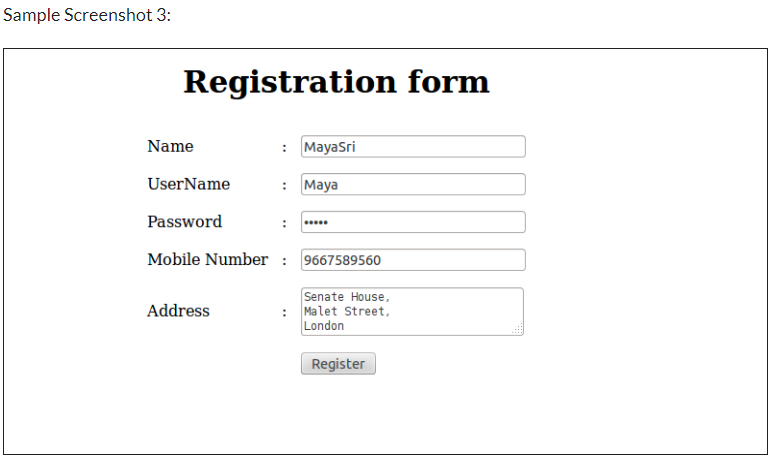 Sample Screenshot 3:
Registration form
Name : MayaSri
UserName : Maya
Password : •••••
Mobile Number : 9667589560
Address : Senate House,
Malet Street,
London
Register